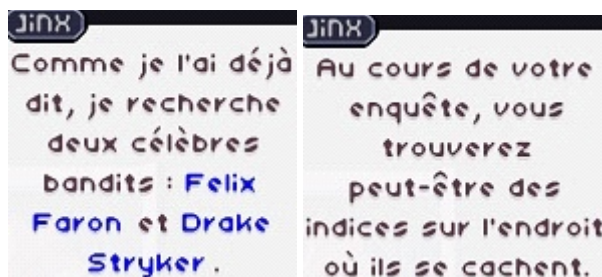 Jinx
Comme je l'ai déjà
dit, je recherche
deux célèbres
bandits : Felix
Faron et Drake
Stryker.
Jinx
Au cours de votre
enquête, vous
trouverez
peut-être des
indices sur l'endroit
où ils se cachent.